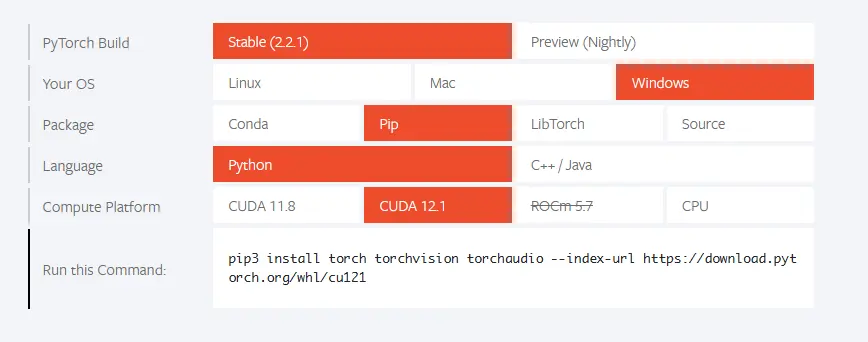 PyTorch Build Stable (2.2.1) Preview (Nightly)
Your OS Linux Mac Windows
Package Conda Pip LibTorch Source
Language Python C++ / Java
Compute Platform CUDA 11.8 CUDA 12.1 ROCm 5.7 CPU
Run this Command: pip3 install torch torchvision torchaudio --index-url https://download.pyt
orch.org/whl/cu121